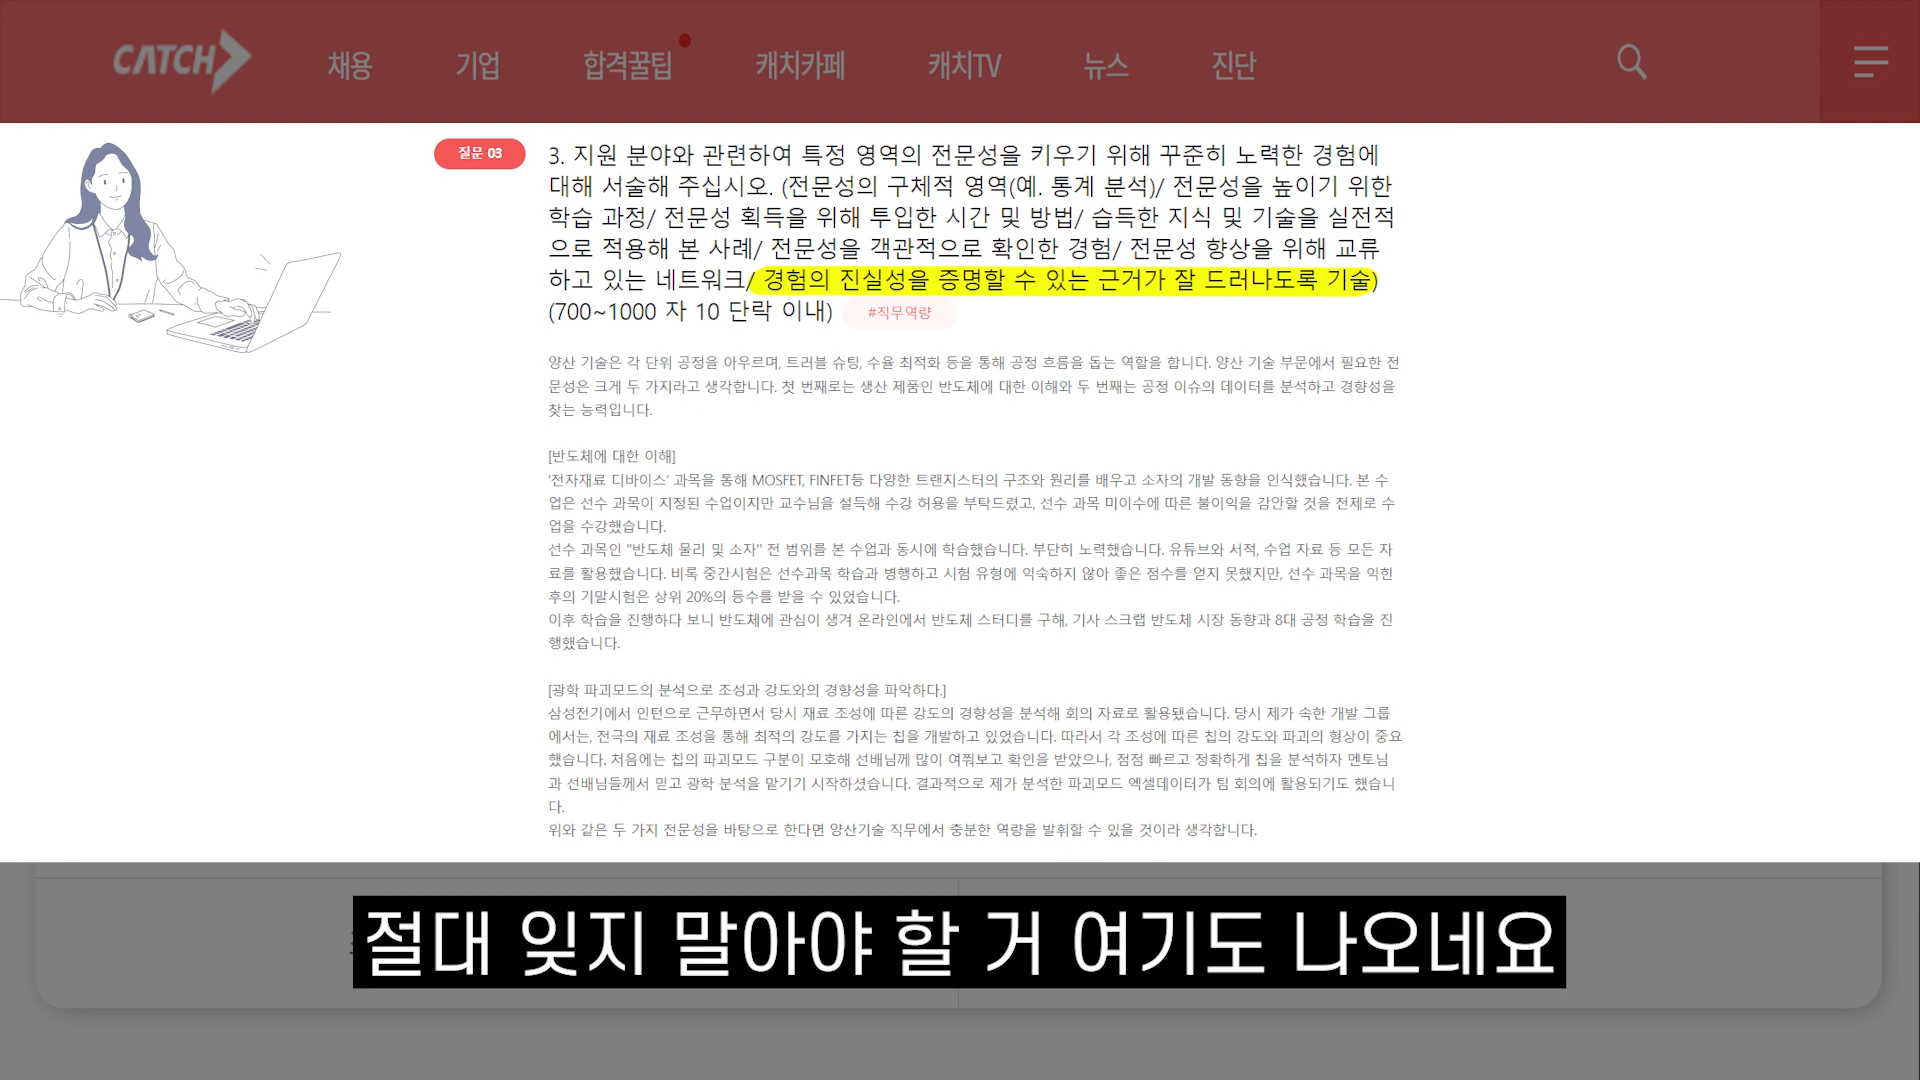 CATCH
채용
기업
합격꿀팁
캐치카페
캐치TV
뉴스
진단
질문 03
3. 지원 분야와 관련하여 특정 영역의 전문성을 키우기 위해 꾸준히 노력한 경험에
대해 서술해 주십시오. (전문성의 구체적 영역(예. 통계 분석)/ 전문성을 높이기 위한
학습 과정/ 전문성 획득을 위해 투입한 시간 및 방법/ 습득한 지식 및 기술을 실전적
으로 적용해 본 사례/ 전문성을 객관적으로 확인한 경험/ 전문성 향상을 위해 교류
하고 있는 네트워크/ 경험의 진실성을 증명할 수 있는 근거가 잘 드러나도록 기술)
(700~1000 자 10 단락 이내) #직무역량
양산 기술은 각 단위 공정을 아우르며, 트러블 슈팅, 수율 최적화 등을 통해 공정 흐름을 돕는 역할을 합니다. 양산 기술 부문에서 필요한 전
문성은 크게 두 가지라고 생각합니다. 첫 번째로는 생산 제품인 반도체에 대한 이해와 두 번째는 공정 이슈의 데이터를 분석하고 경향성을
찾는 능력입니다.
[반도체에 대한 이해]
'전자재료 디바이스' 과목을 통해 MOSFET, FINFET등 다양한 트랜지스터의 구조와 원리를 배우고 소자의 개발 동향을 인식했습니다. 본 수
업은 선수 과목이 지정된 수업이지만 교수님을 설득해 수강 허용을 부탁드렸고, 선수 과목 미이수에 따른 불이익을 감안할 것을 전제로 수
업을 수강했습니다.
선수 과목인 "반도체 물리 및 소자" 전 범위를 본 수업과 동시에 학습했습니다. 부단히 노력했습니다. 유튜브와 서적, 수업 자료 등 모든 자
료를 활용했습니다. 비록 중간시험은 선수과목 학습과 병행하고 시험 유형에 익숙하지 않아 좋은 점수를 얻지 못했지만, 선수 과목을 익힌
후의 기말시험은 상위 20%의 등수를 받을 수 있었습니다.
이후 학습을 진행하다 보니 반도체에 관심이 생겨 온라인에서 반도체 스터디를 구해, 기사 스크랩 반도체 시장 동향과 8대 공정 학습을 진
행했습니다.
[광학 파괴모드의 분석으로 조성과 강도와의 경향성을 파악하다.]
삼성전기에서 인턴으로 근무하면서 당시 재료 조성에 따른 강도의 경향성을 분석해 회의 자료로 활용됐습니다. 당시 제가 속한 개발 그룹
에서는, 전극의 재료 조성을 통해 최적의 강도를 가지는 칩을 개발하고 있었습니다. 따라서 각 조성에 따른 칩의 강도와 파괴의 형상이 중요
했습니다. 처음에는 칩의 파괴모드 구분이 모호해 선배님께 많이 여쭤보고 확인을 받았으나, 점점 빠르고 정확하게 칩을 분석하자 멘토님
과 선배님들께서 믿고 광학 분석을 맡기기 시작하셨습니다. 결과적으로 제가 분석한 파괴모드 엑셀데이터가 팀 회의에 활용되기도 했습니
다.
위와 같은 두 가지 전문성을 바탕으로 한다면 양산기술 직무에서 충분한 역량을 발휘할 수 있을 것이라 생각합니다.
절대 잊지 말아야 할 거 여기도 나오네요